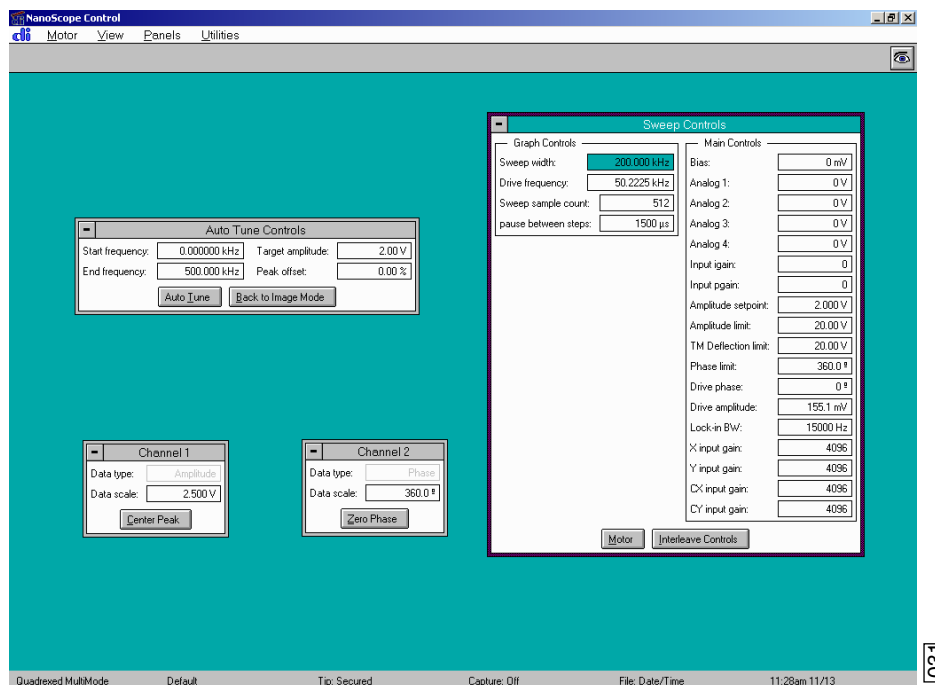 NanoScope Control
di Motor View Panels Utilities
Sweep Controls
Graph Controls
Sweep width: 200.000 kHz
Drive frequency: 50.2225 kHz
Sweep sample count: 512
pause between steps: 1500 µs
Main Controls
Bias: 0 mV
Analog 1: 0 V
Analog 2: 0 V
Analog 3: 0 V
Analog 4: 0 V
Input igain: 0
Input pgain: 0
Amplitude setpoint: 2.000 V
Amplitude limit: 20.00 V
TM Deflection limit: 20.00 V
Phase limit: 360.0 º
Drive phase: 0 º
Drive amplitude: 155.1 mV
Lock-in BW: 15000 Hz
X input gain: 4096
Y input gain: 4096
CX input gain: 4096
CY input gain: 4096
Motor Interleave Controls
Auto Tune Controls
Start frequency: 0.000000 kHz Target amplitude: 2.00 V
End frequency: 500.000 kHz Peak offset: 0.00 %
Auto Tune Back to Image Mode
Channel 1
Data type: Amplitude
Data scale: 2.500 V
Center Peak
Channel 2
Data type: Phase
Data scale: 360.0 º
Zero Phase
Quadrexed MultiMode Default Tip: Secured Capture: Off File: Date/Time 11:28am 11/13